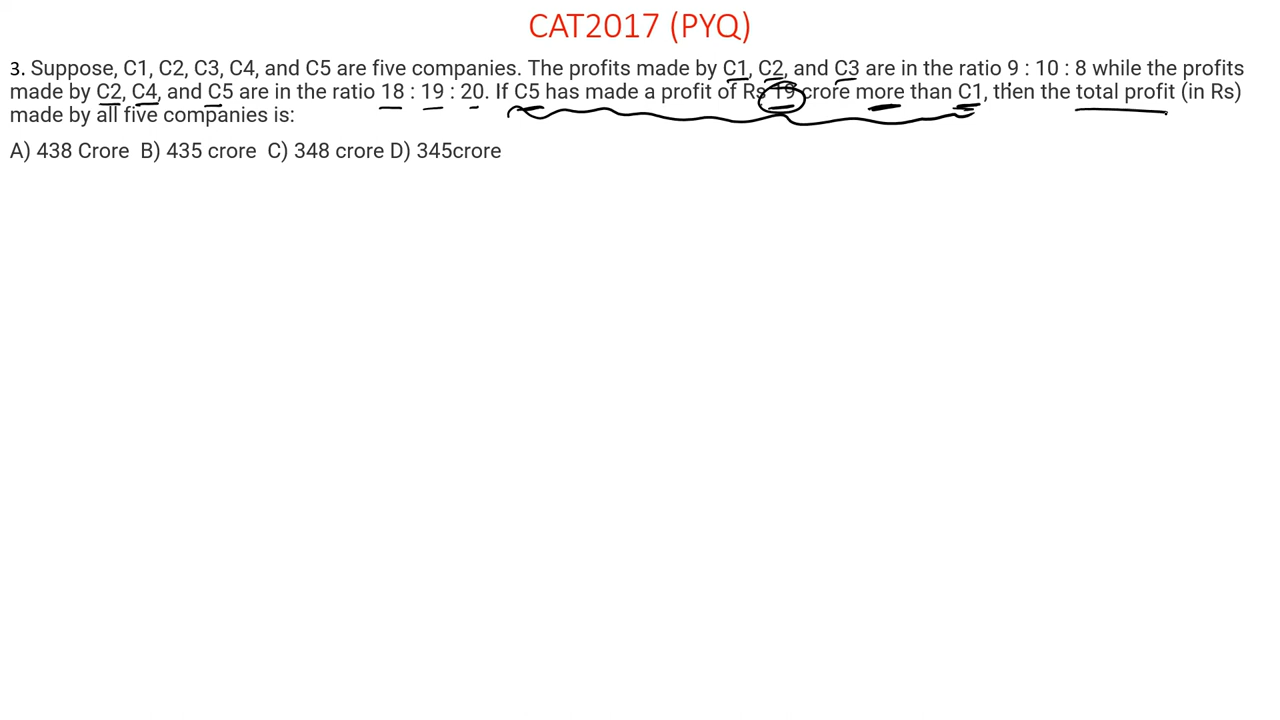 CAT2017 (PYQ)
3. Suppose, C1, C2, C3, C4, and C5 are five companies. The profits made by C1, C2, and C3 are in the ratio 9 : 10 : 8 while the profits
made by C2, C4, and C5 are in the ratio 18 : 19 : 20. If C5 has made a profit of Rs 19 crore more than C1, then the total profit (in Rs)
made by all five companies is:
A) 438 Crore B) 435 crore C) 348 crore D) 345crore